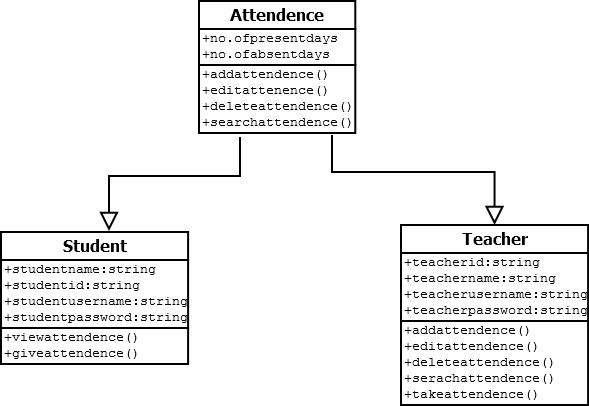 Attendence
+no.ofpresentdays
+no.ofabsentdays
+addattendence()
+editattenence()
+deleteattendence()
+searchattendence()
Student
+studentname:string
+studentid:string
+studentusername:string
+studentpassword:string
+viewattendence()
+giveattendence()
Teacher
+teacherid:string
+teachername:string
+teacherusername:string
+teacherpassword:string
+addattendence()
+editattendence()
+deleteattendence()
+serachattendence()
+takeattendence()